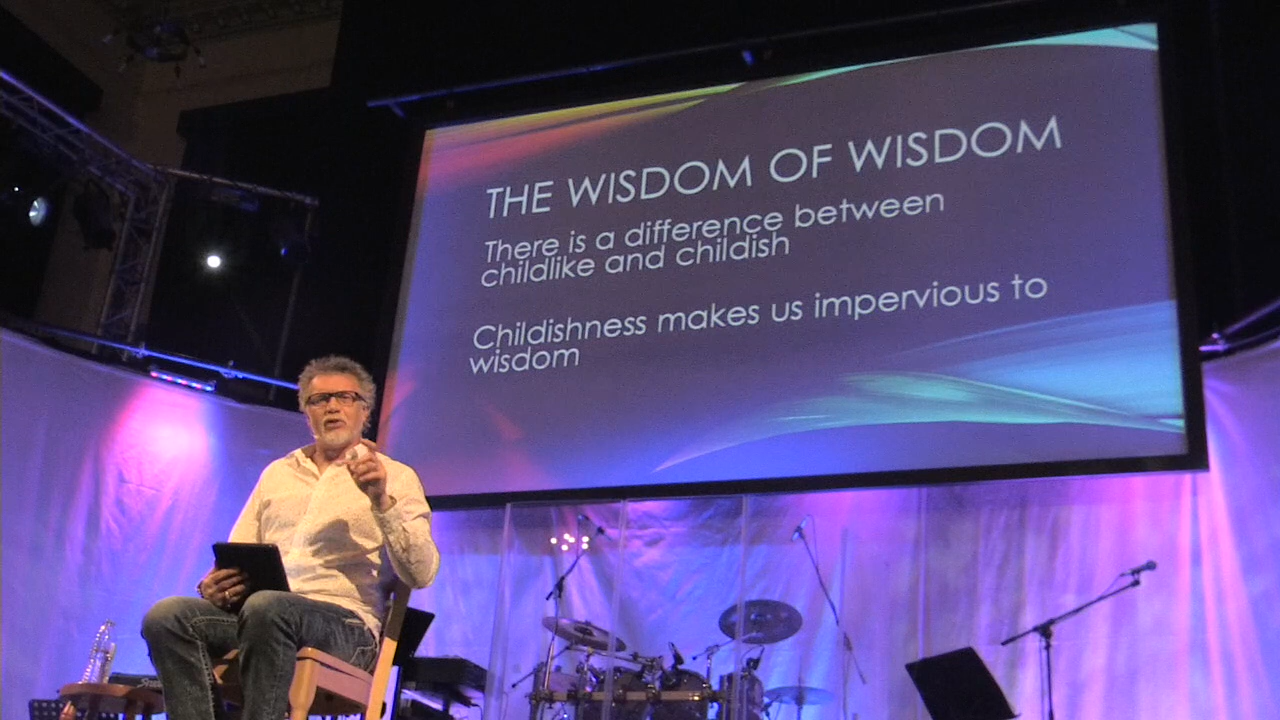 THE WISDOM OF WISDOM
There is a difference between
childlike and childish
Childishness makes us impervious to
wisdom